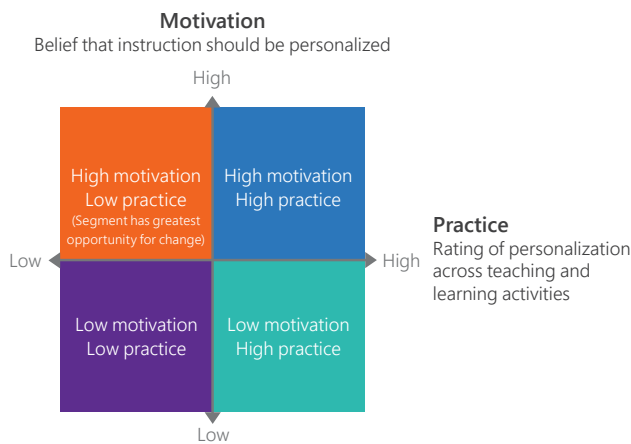 Motivation
Belief that instruction should be personalized
High
High motivation
Low practice
(Segment has greatest
opportunity for change)
High motivation
High practice
Low
High
Practice
Rating of personalization
across teaching and
learning activities
Low motivation
Low practice
Low motivation
High practice
Low